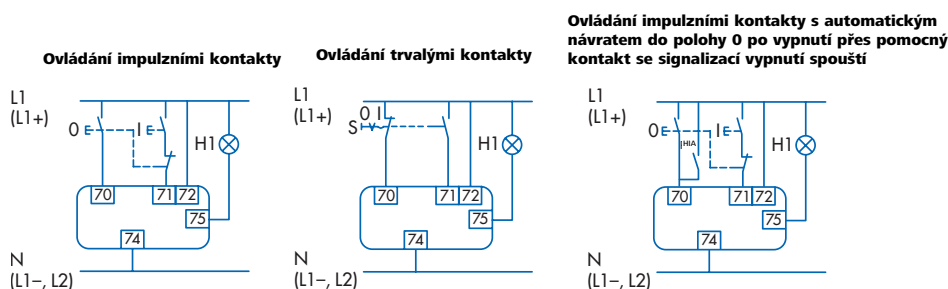 Ovládání impulzními kontakty
L1
(L1+)
0
I
H1
70
71
72
75
74
N
(L1–, L2)
Ovládání trvalými kontakty
L1
(L1+)
0 I
S
H1
70
71
72
75
74
N
(L1–, L2)
Ovládání impulzními kontakty s automatickým
návratem do polohy 0 po vypnutí přes pomocný
kontakt se signalizací vypnutí spouští
L1
(L1+)
0
HIA
I
H1
70
71
72
75
74
N
(L1–, L2)